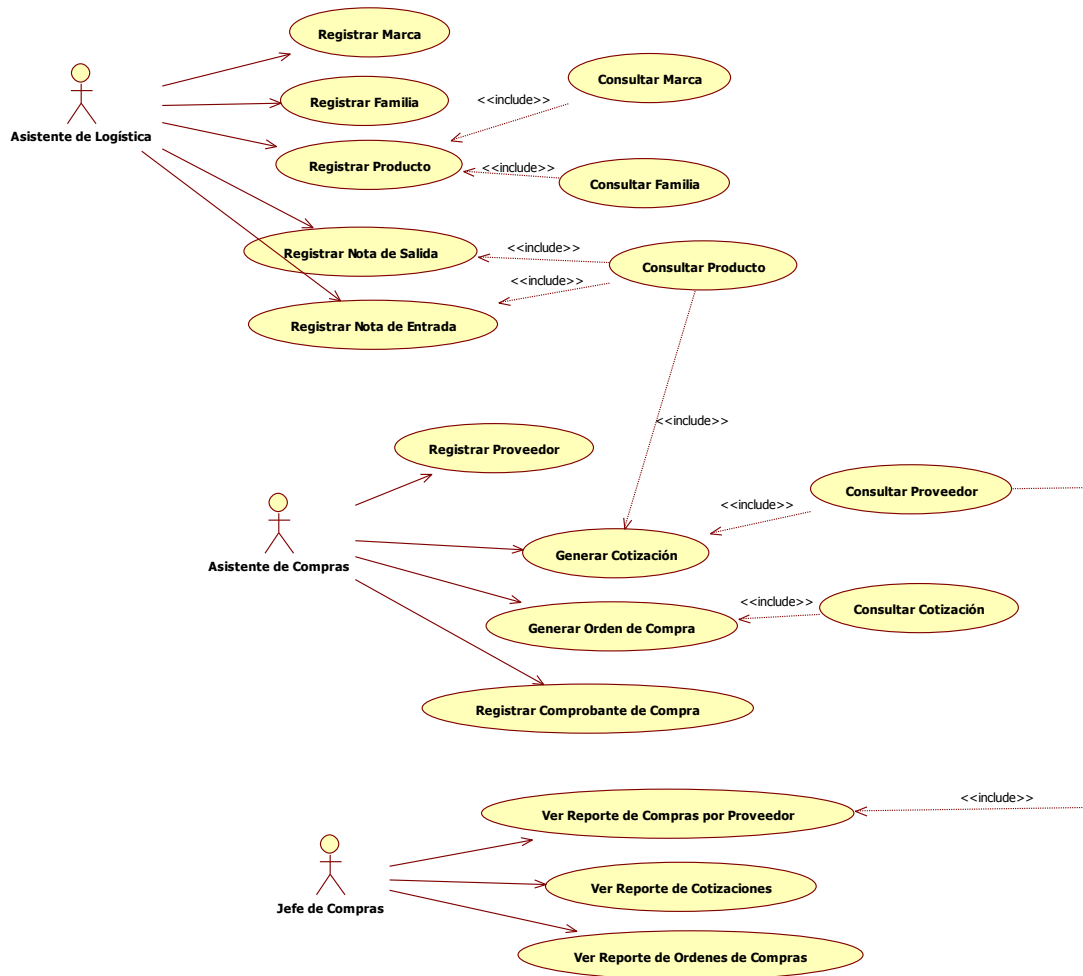 Registrar Marca
Consultar Marca
<<include>>
Registrar Familia
Asistente de Logística
Registrar Producto
<<include>>
Consultar Familia
Registrar Nota de Salida
<<include>>
Consultar Producto
<<include>>
Registrar Nota de Entrada
<<include>>
Registrar Proveedor
Consultar Proveedor
<<include>>
Generar Cotización
Asistente de Compras
<<include>>
Consultar Cotización
Generar Orden de Compra
Registrar Comprobante de Compra
<<include>>
Ver Reporte de Compras por Proveedor
Ver Reporte de Cotizaciones
Jefe de Compras
Ver Reporte de Ordenes de Compras